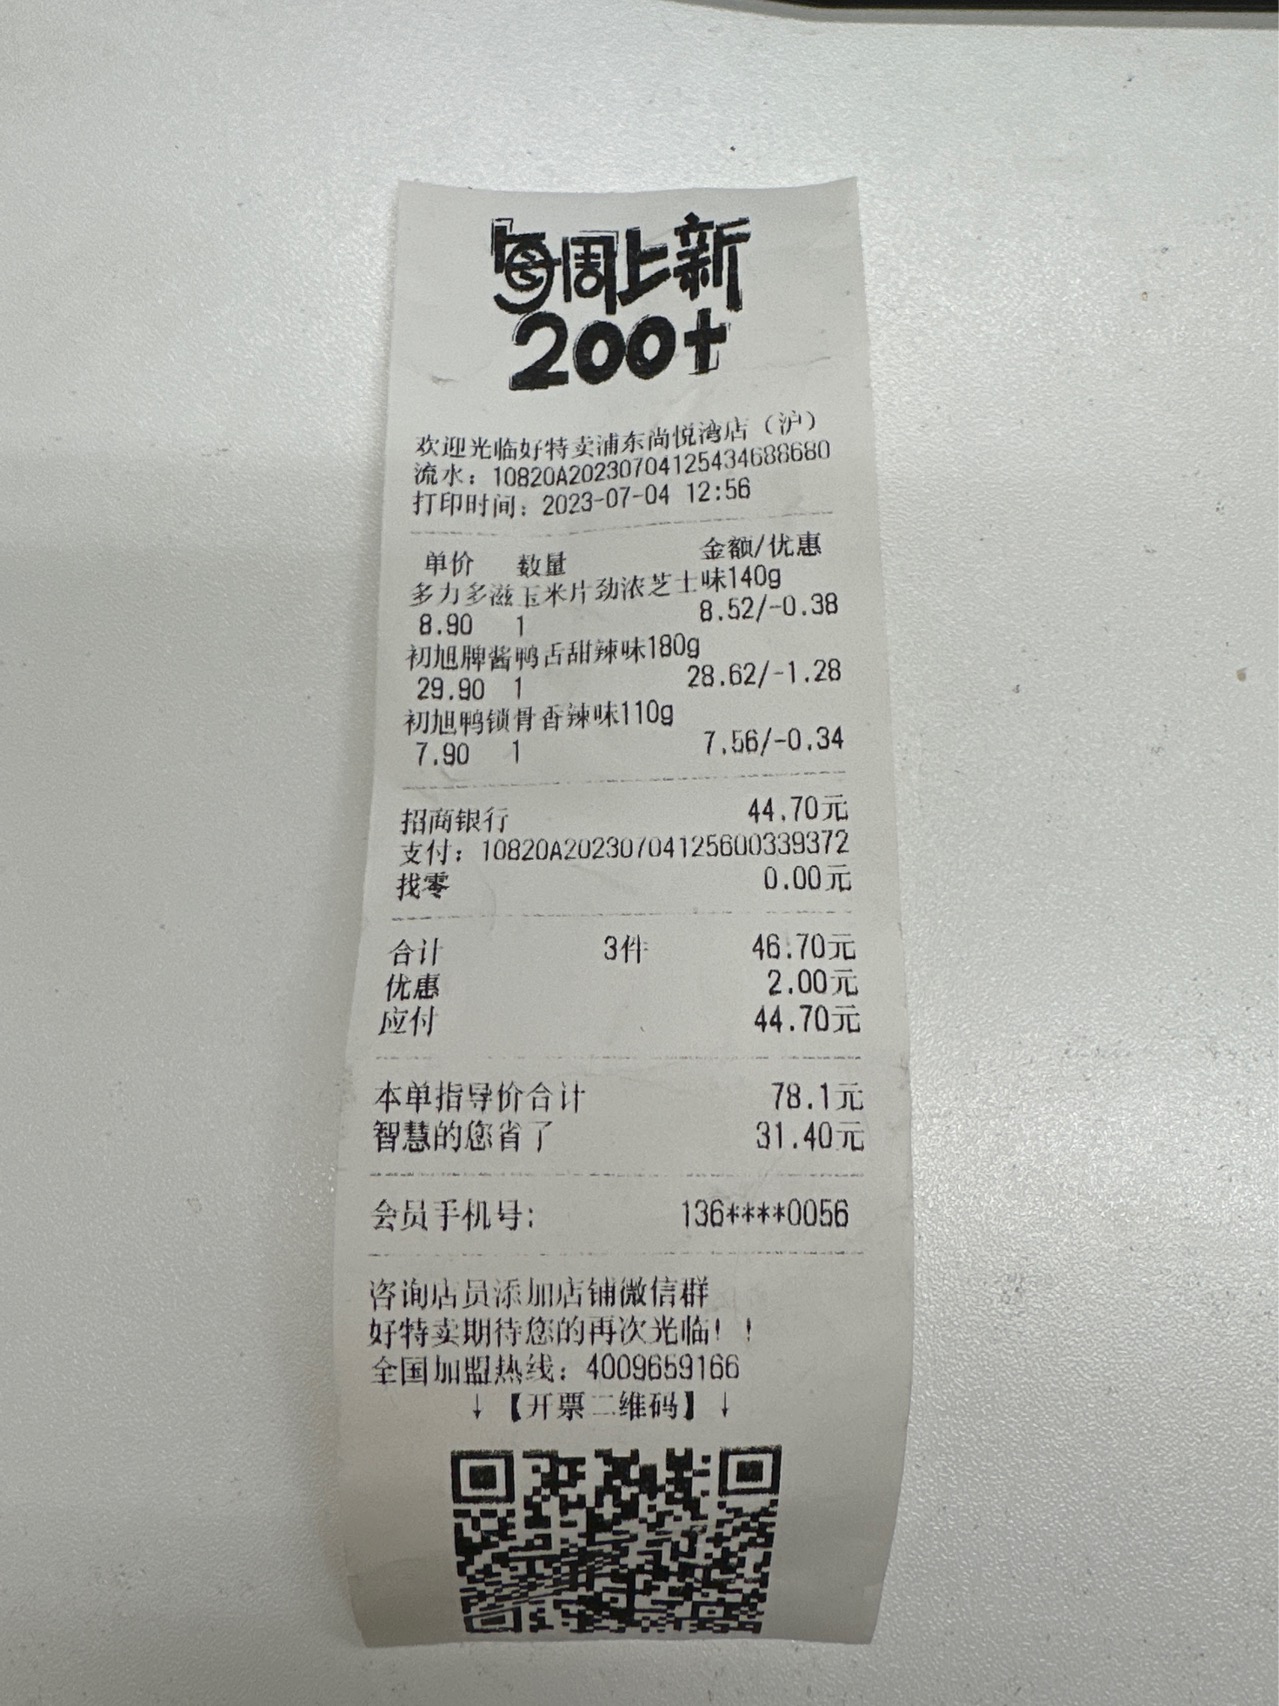 每周上新
200+
欢迎光临好特卖浦东尚悦湾店（沪）
流水：10820A20230704125434688680
打印时间：2023-07-04 12:56
单价 数量 金额/优惠
多力多滋玉米片劲浓芝士味140g
8.90 1 8.52/-0.38
初旭牌酱鸭舌甜辣味180g
29.90 1 28.62/-1.28
初旭鸭锁骨香辣味110g
7.90 1 7.56/-0.34
招商银行 44.70元
支付：10820A20230704125600339372
找零 0.00元
合计 3件 46.70元
优惠 2.00元
应付 44.70元
本单指导价合计 78.1元
智慧的您省了 31.40元
会员手机号: 136****0056
咨询店员添加店铺微信群
好特卖期待您的再次光临！！
全国加盟热线：4009659166
↓【开票二维码】↓